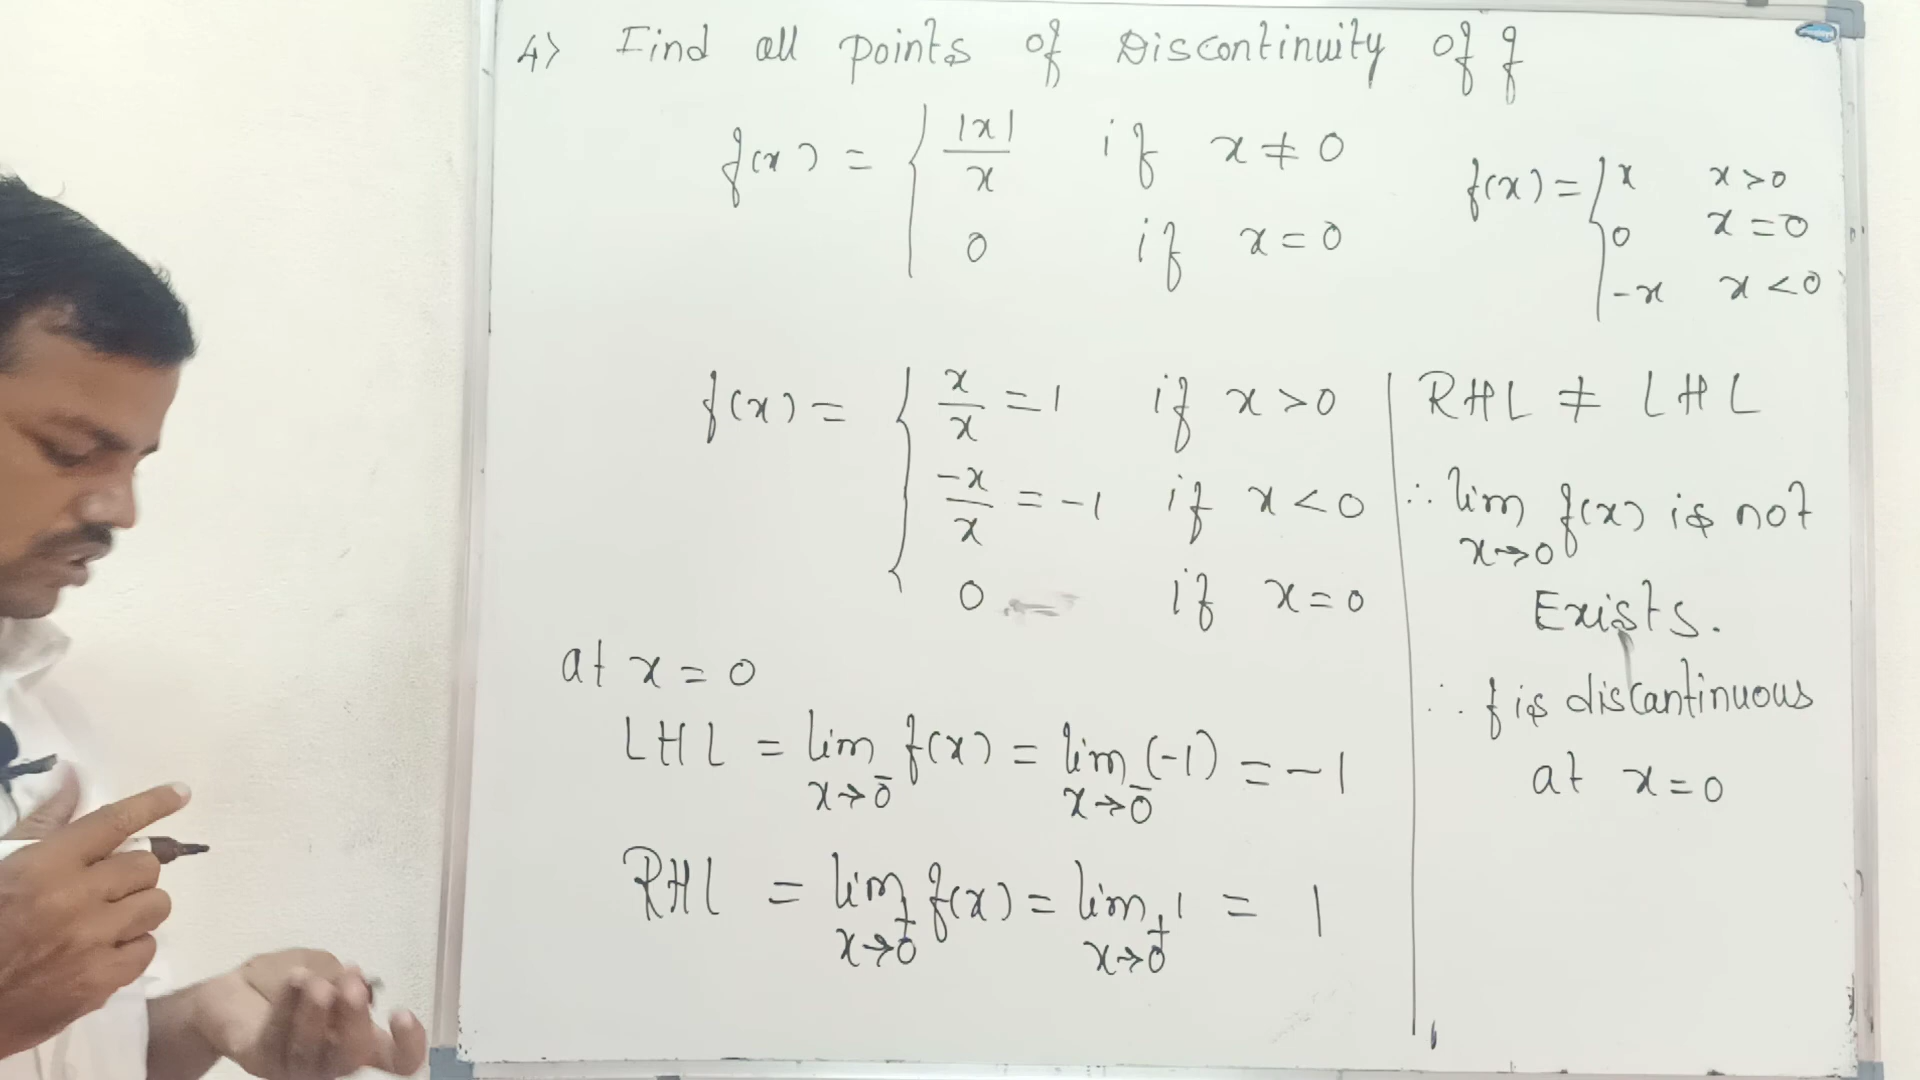 4) Find all points of Discontinuity of f
f(x) = { |x|/x if x ≠ 0
0 if x = 0
f(x) = { x x > 0
0 x = 0
-x x < 0
f(x) = { x/x = 1 if x > 0
-x/x = -1 if x < 0
0 if x = 0
at x = 0
LHL = lim x→0⁻ f(x) = lim x→0⁻ (-1) = -1
RHL = lim x→0⁺ f(x) = lim x→0⁺ 1 = 1
RHL ≠ LHL
∴ lim x→0 f(x) is not
Exists.
∴ f is discantinuous
at x = 0